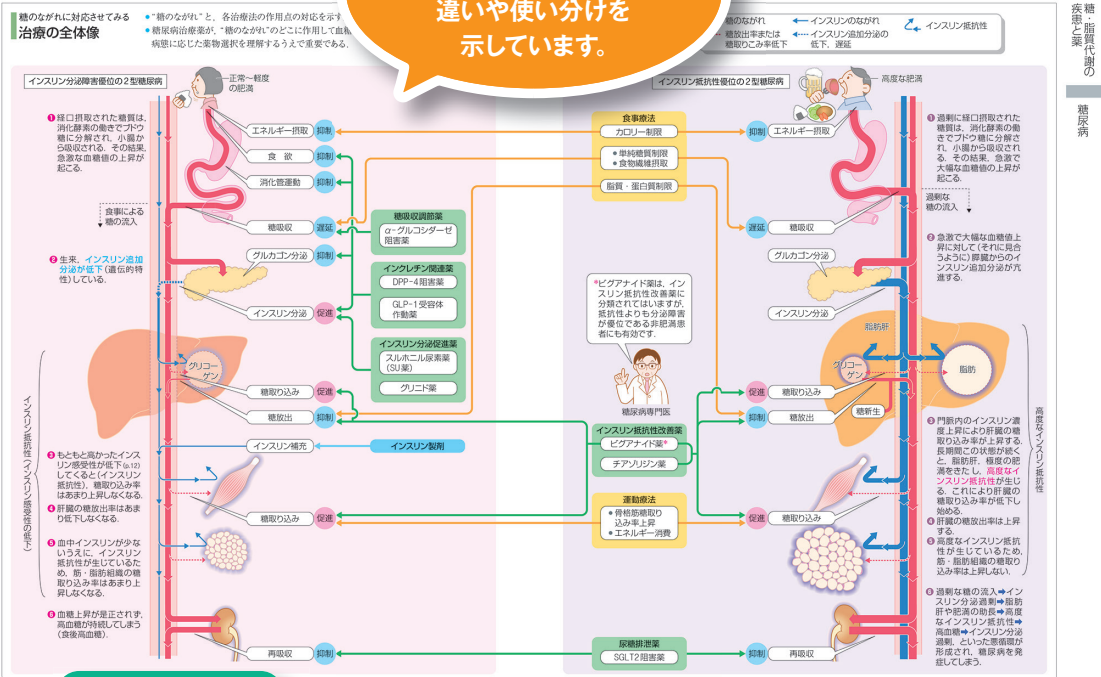 糖のながれに対応させてみる
治療の全体像
●"糖のながれ"と、各治療法の作用点の対応を示す
●糖尿病治療薬が、"糖のながれ"のどこに作用して血糖
病態に応じた薬物選択を理解するうえで重要である.
違いや使い分けを
示しています。
糖のながれ
糖放出率または
糖取りこみ率低下
インスリンのながれ
インスリン追加分泌の
低下,遅延
インスリン抵抗性
糖・脂質代謝の
疾患と薬
糖尿病
インスリン分泌障害優位の2型糖尿病
正常～軽度
の肥満
❶経口摂取された糖質は,
消化酵素の働きでブドウ
糖に分解され,小腸か
ら吸収される.その結果,
急激な血糖値の上昇が
起こる.
食事による
糖の流入
❷生来,インスリン追加
分泌が低下(遺伝的特
性)している.
インスリン抵抗性(インスリン感受性の低下)
❸もともと高かったインス
リン感受性が低下(p.12)
してくると(インスリン
抵抗性),糖取り込み率
はあまり上昇しなくなる.
❹肝臓の糖放出率はあま
り低下しなくなる.
❺血中インスリンが少な
いうえに,インスリン
抵抗性が生じているた
め,筋・脂肪組織の糖
取り込み率はあまり上
昇しなくなる.
❻血糖上昇が是正されず,
高血糖が持続してしまう
(食後高血糖).
エネルギー摂取 抑制
食 欲 抑制
消化管運動 抑制
糖吸収 遅延
グルカゴン分泌 抑制
インスリン分泌 促進
グリコー
ゲン
糖取り込み 促進
糖放出 抑制
インスリン補充
インスリン製剤
糖取り込み 促進
再吸収 抑制
糖吸収調節薬
α-グルコシダーゼ
阻害薬
インクレチン関連薬
DPP-4阻害薬
GLP-1受容体
作動薬
インスリン分泌促進薬
スルホニル尿素薬
(SU薬)
グリニド薬
食事療法
カロリー制限
●単純糖質制限
●食物繊維摂取
脂質・蛋白質制限
*ビグアナイド薬は,イン
スリン抵抗性改善薬に
分類されてはいますが,
抵抗性よりも分泌障害
が優位である非肥満患
者にも有効です.
糖尿病専門医
インスリン抵抗性改善薬
ビグアナイド薬*
チアゾリジン薬
運動療法
●骨格筋糖取り
込み率上昇
●エネルギー消費
尿糖排泄薬
SGLT2阻害薬
インスリン抵抗性優位の2型糖尿病
高度な肥満
抑制 エネルギー摂取
遅延 糖吸収
グルカゴン分泌
インスリン分泌
脂肪肝
グリコー
ゲン
脂肪
促進 糖取り込み
抑制 糖放出
糖新生
促進 糖取り込み
抑制 再吸収
❶過剰に経口摂取された
糖質は,消化酵素の働
きでブドウ糖に分解さ
れ,小腸から吸収され
る.その結果,急激で
大幅な血糖値の上昇が
起こる.
過剰な
糖の流入
❷急激で大幅な血糖値上
昇に対して(それに見合
うように)膵臓からのイ
ンスリン追加分泌が亢
進する.
❸門脈内のインスリン濃
度上昇により肝臓の糖
取り込み率が上昇する.
長期間この状態が続く
と,脂肪肝,極度の肥
満をきたし,高度なイ
ンスリン抵抗性が生じ
る.これにより肝臓の
糖取り込み率が低下し
始める.
❹肝臓の糖放出率は上昇
する.
❺高度なインスリン抵抗
性が生じているため,
筋・脂肪組織の糖取り
込み率は上昇しない.
❻過剰な糖の流入➡イン
スリン分泌過剰➡脂肪
肝や肥満の助長➡高度
なインスリン抵抗性➡
高血糖➡インスリン分泌
過剰,といった悪循環が
形成され,糖尿病を発
症してしまう.
高度なインスリン抵抗性